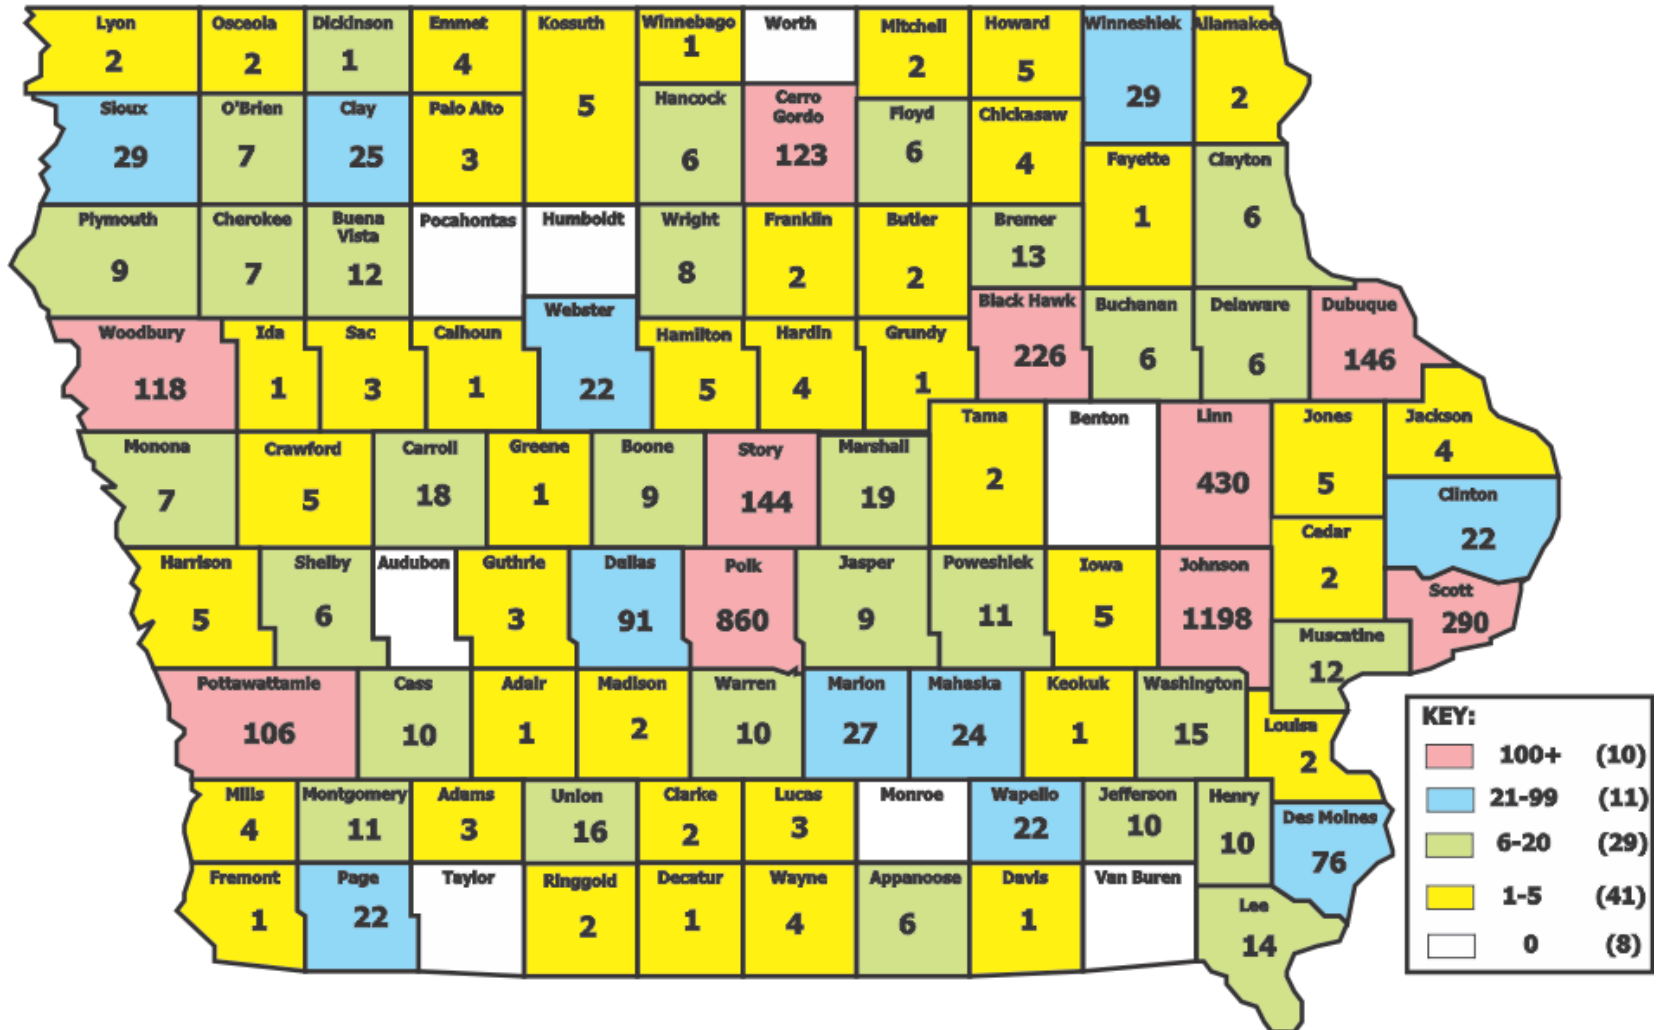 Lyon
2
Osceola
2
Dickinson
1
Emmet
4
Kossuth
5
Winnebago
1
Worth
Mitchell
2
Howard
5
Winneshiek
29
Allamakee
2
Sioux
29
O'Brien
7
Clay
25
Palo Alto
3
Hancock
6
Cerro
Gordo
123
Floyd
6
Chickasaw
4
Fayette
1
Clayton
6
Plymouth
9
Cherokee
7
Buena
Vista
12
Pocahontas
Humboldt
Wright
8
Franklin
2
Butler
2
Bremer
13
Woodbury
118
Ida
1
Sac
3
Calhoun
1
Webster
22
Hamilton
5
Hardin
4
Grundy
1
Black Hawk
226
Buchanan
6
Delaware
6
Dubuque
146
Monona
7
Crawford
5
Carroll
18
Greene
1
Boone
9
Story
144
Marshall
19
Tama
2
Benton
Linn
430
Jones
5
Jackson
4
Clinton
22
Cedar
2
Harrison
5
Shelby
6
Audubon
Guthrie
3
Dallas
91
Polk
860
Jasper
9
Poweshiek
11
Iowa
5
Johnson
1198
Scott
290
Muscatine
12
Pottawattamie
106
Cass
10
Adair
1
Madison
2
Warren
10
Marion
27
Mahaska
24
Keokuk
1
Washington
15
Louisa
2
Mills
4
Montgomery
11
Adams
3
Union
16
Clarke
2
Lucas
3
Monroe
Wapello
22
Jefferson
10
Henry
10
Des Moines
76
Fremont
1
Page
22
Taylor
Ringgold
2
Decatur
1
Wayne
4
Appanoose
6
Davis
1
Van Buren
Lee
14
KEY:
100+ (10)
21-99 (11)
6-20 (29)
1-5 (41)
0 (8)